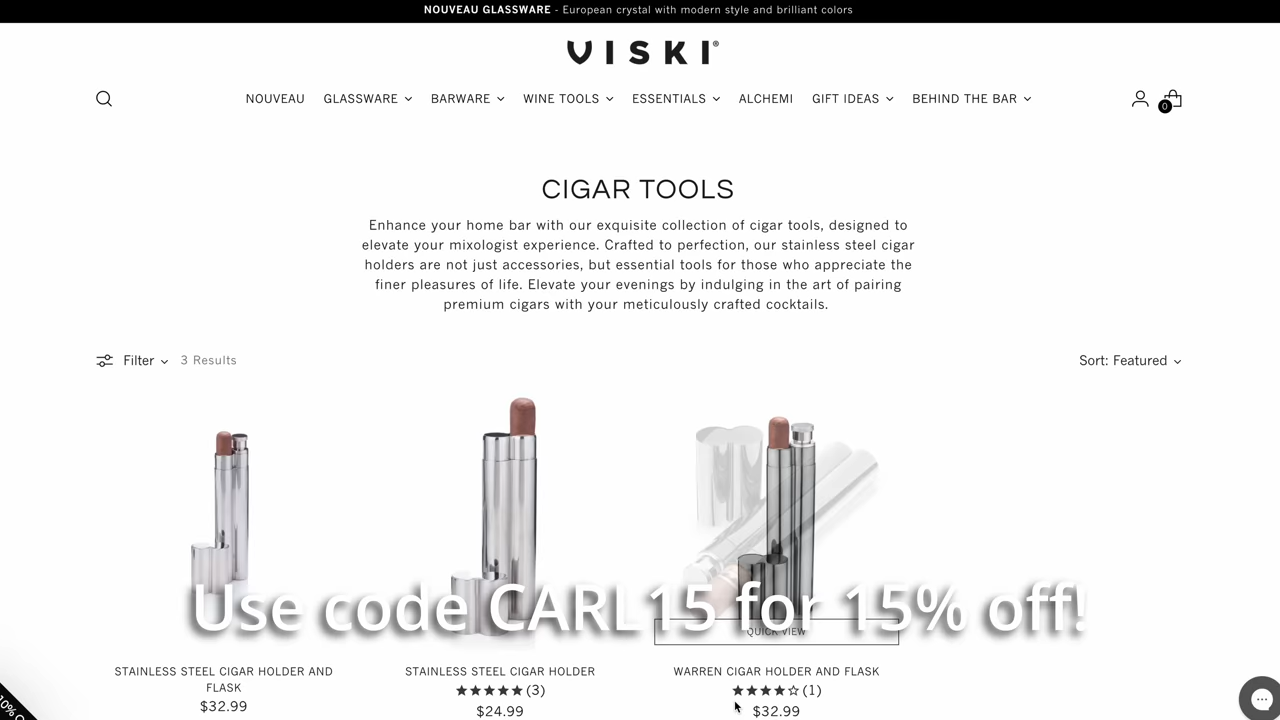 NOUVEAU GLASSWARE - European crystal with modern style and brilliant colors
VISKI®
NOUVEAU GLASSWARE BARWARE WINE TOOLS ESSENTIALS ALCHEMI GIFT IDEAS BEHIND THE BAR
0
CIGAR TOOLS
Enhance your home bar with our exquisite collection of cigar tools, designed to
elevate your mixologist experience. Crafted to perfection, our stainless steel cigar
holders are not just accessories, but essential tools for those who appreciate the
finer pleasures of life. Elevate your evenings by indulging in the art of pairing
premium cigars with your meticulously crafted cocktails.
Filter 3 Results Sort: Featured
Use code CARL15 for 15% off!
QUICK VIEW
STAINLESS STEEL CIGAR HOLDER AND
FLASK
$32.99
STAINLESS STEEL CIGAR HOLDER
★★★★★ (3)
$24.99
WARREN CIGAR HOLDER AND FLASK
★★★★☆ (1)
$32.99
10%